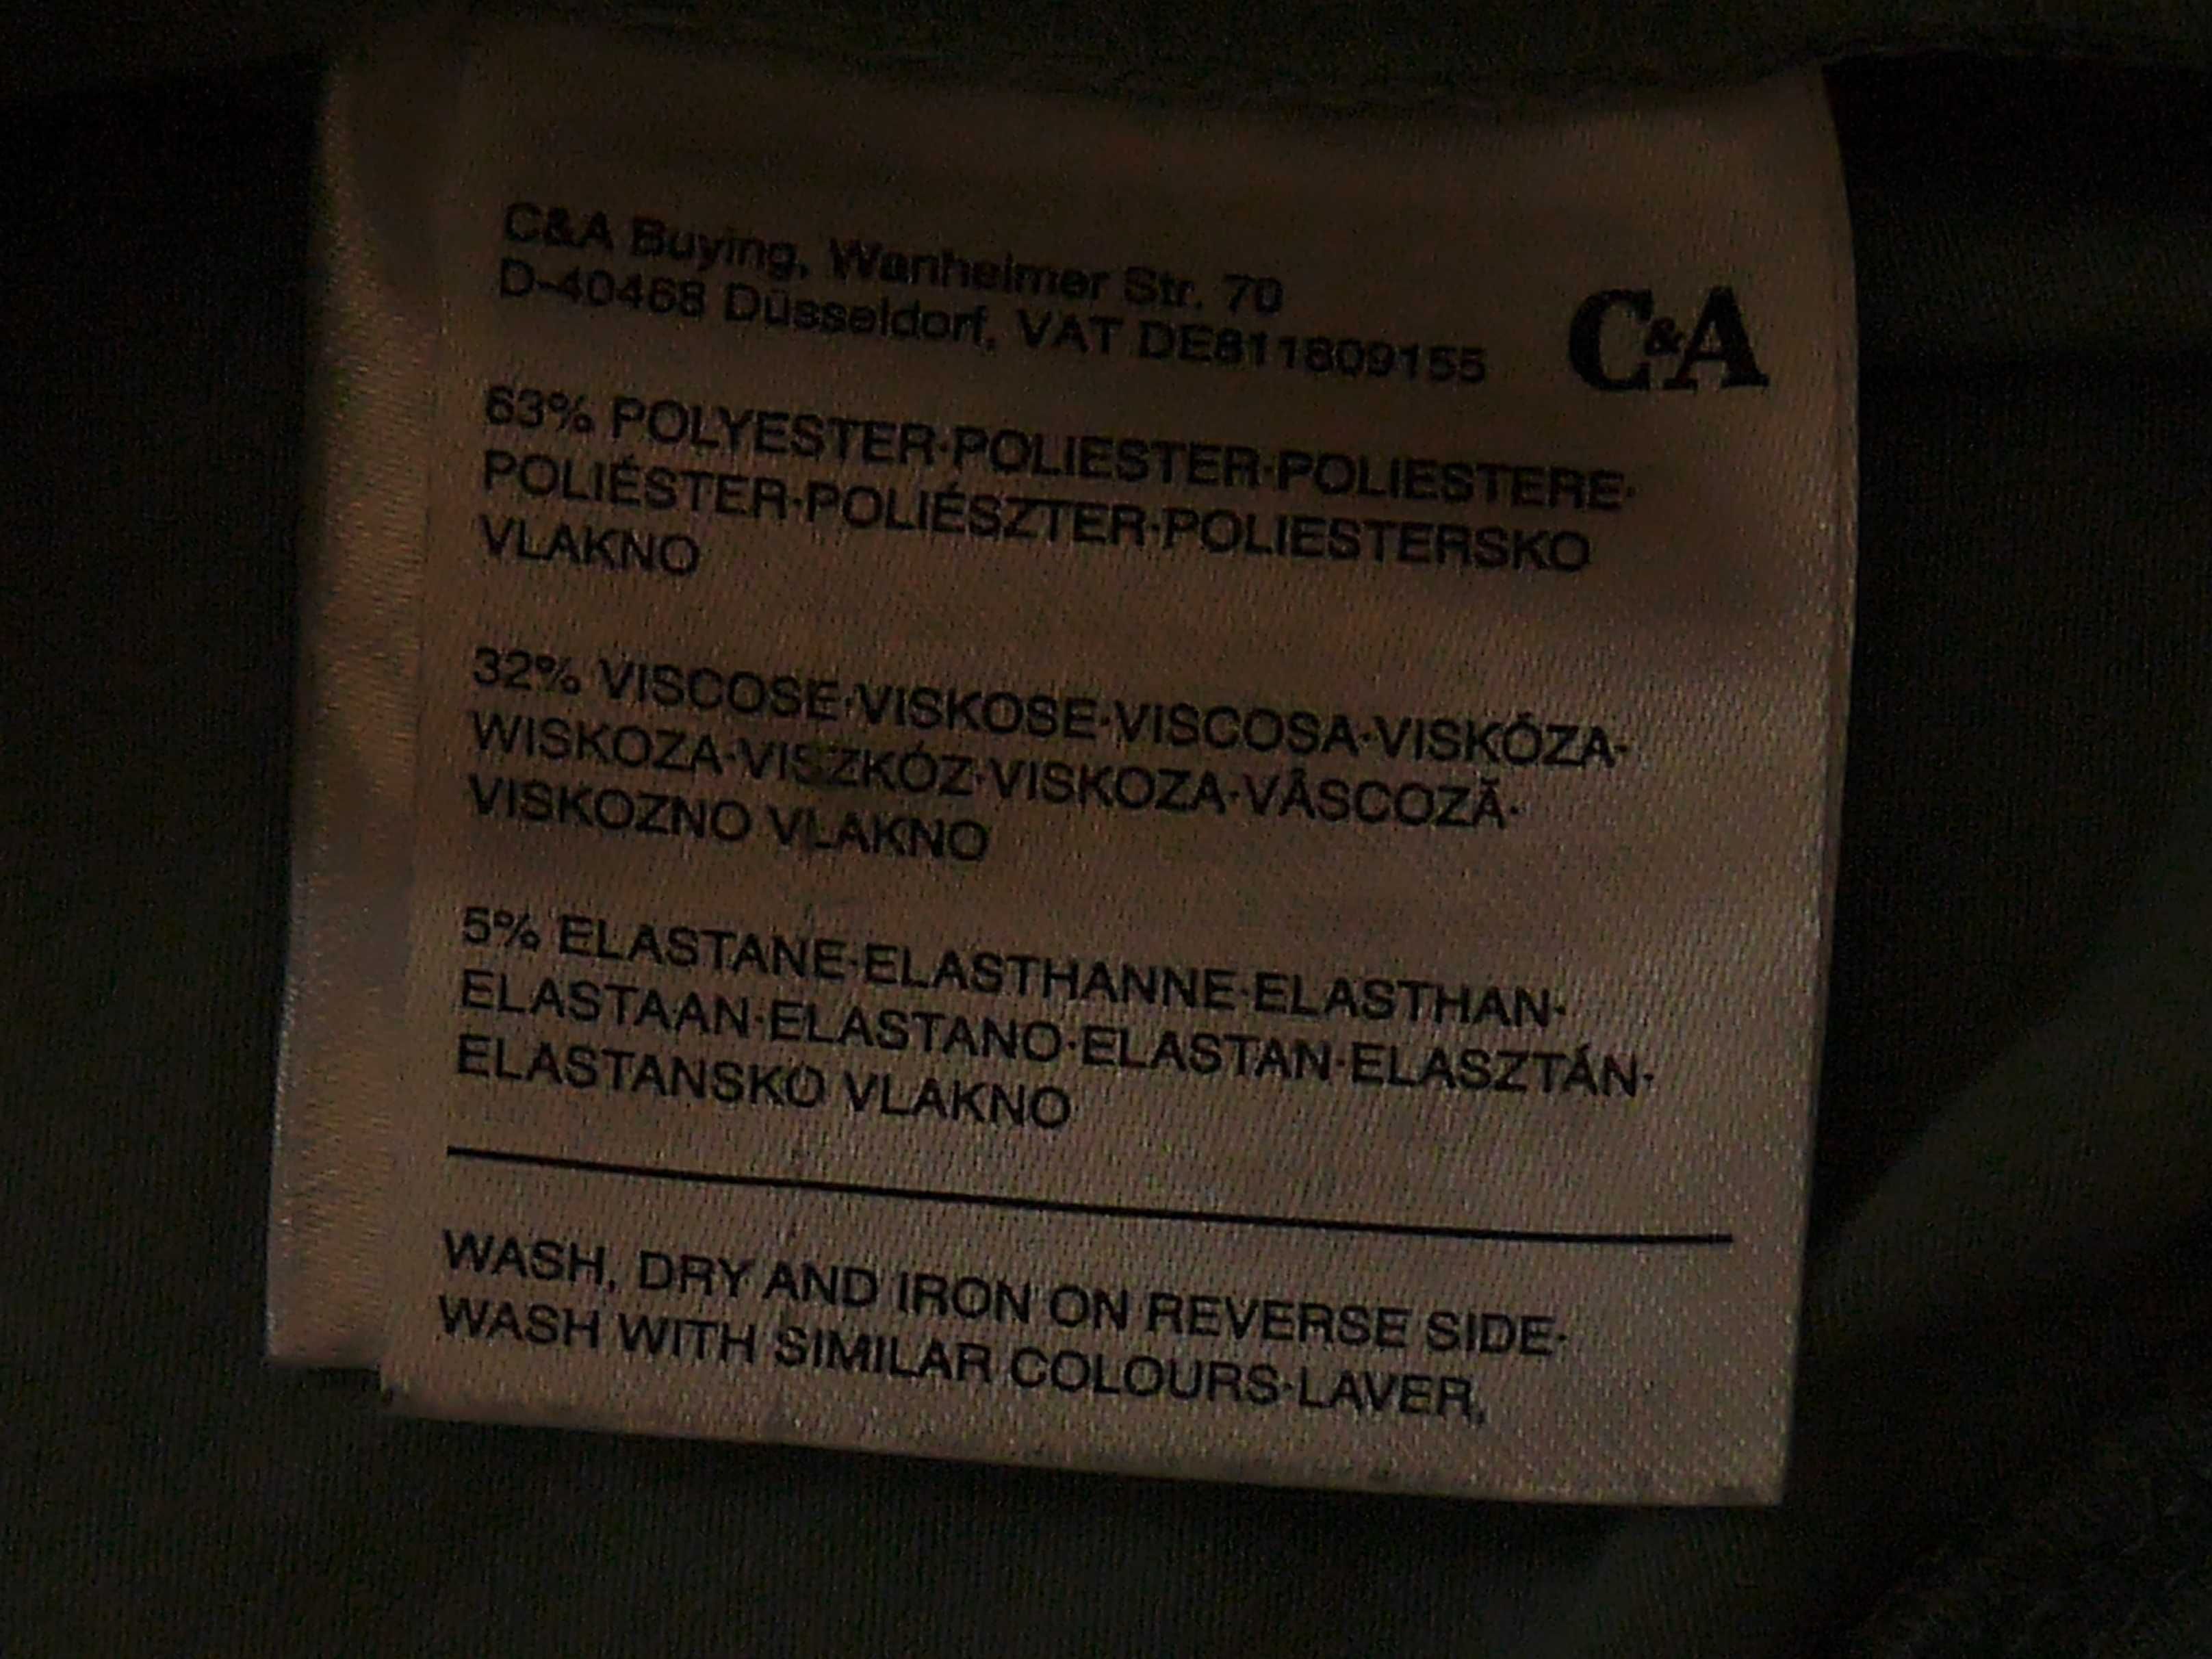 C&A Buying, Wanheimer Str. 70
D-40468 Düsseldorf, VAT DE811809155
C&A
63% POLYESTER·POLIESTER·POLIESTERE·
POLIÉSTER·POLIÉSZTER·POLIESTERSKO
VLAKNO
32% VISCOSE·VISKOSE·VISCOSA·VISKÓZA·
WISKOZA·VISZKÓZ·VISKOZA·VÂSCOZĂ·
VISKOZNO VLAKNO
5% ELASTANE·ELASTHANNE·ELASTHAN·
ELASTAAN·ELASTANO·ELASTAN·ELASZTÁN·
ELASTANSKO VLAKNO
WASH, DRY AND IRON ON REVERSE SIDE·
WASH WITH SIMILAR COLOURS·LAVER,